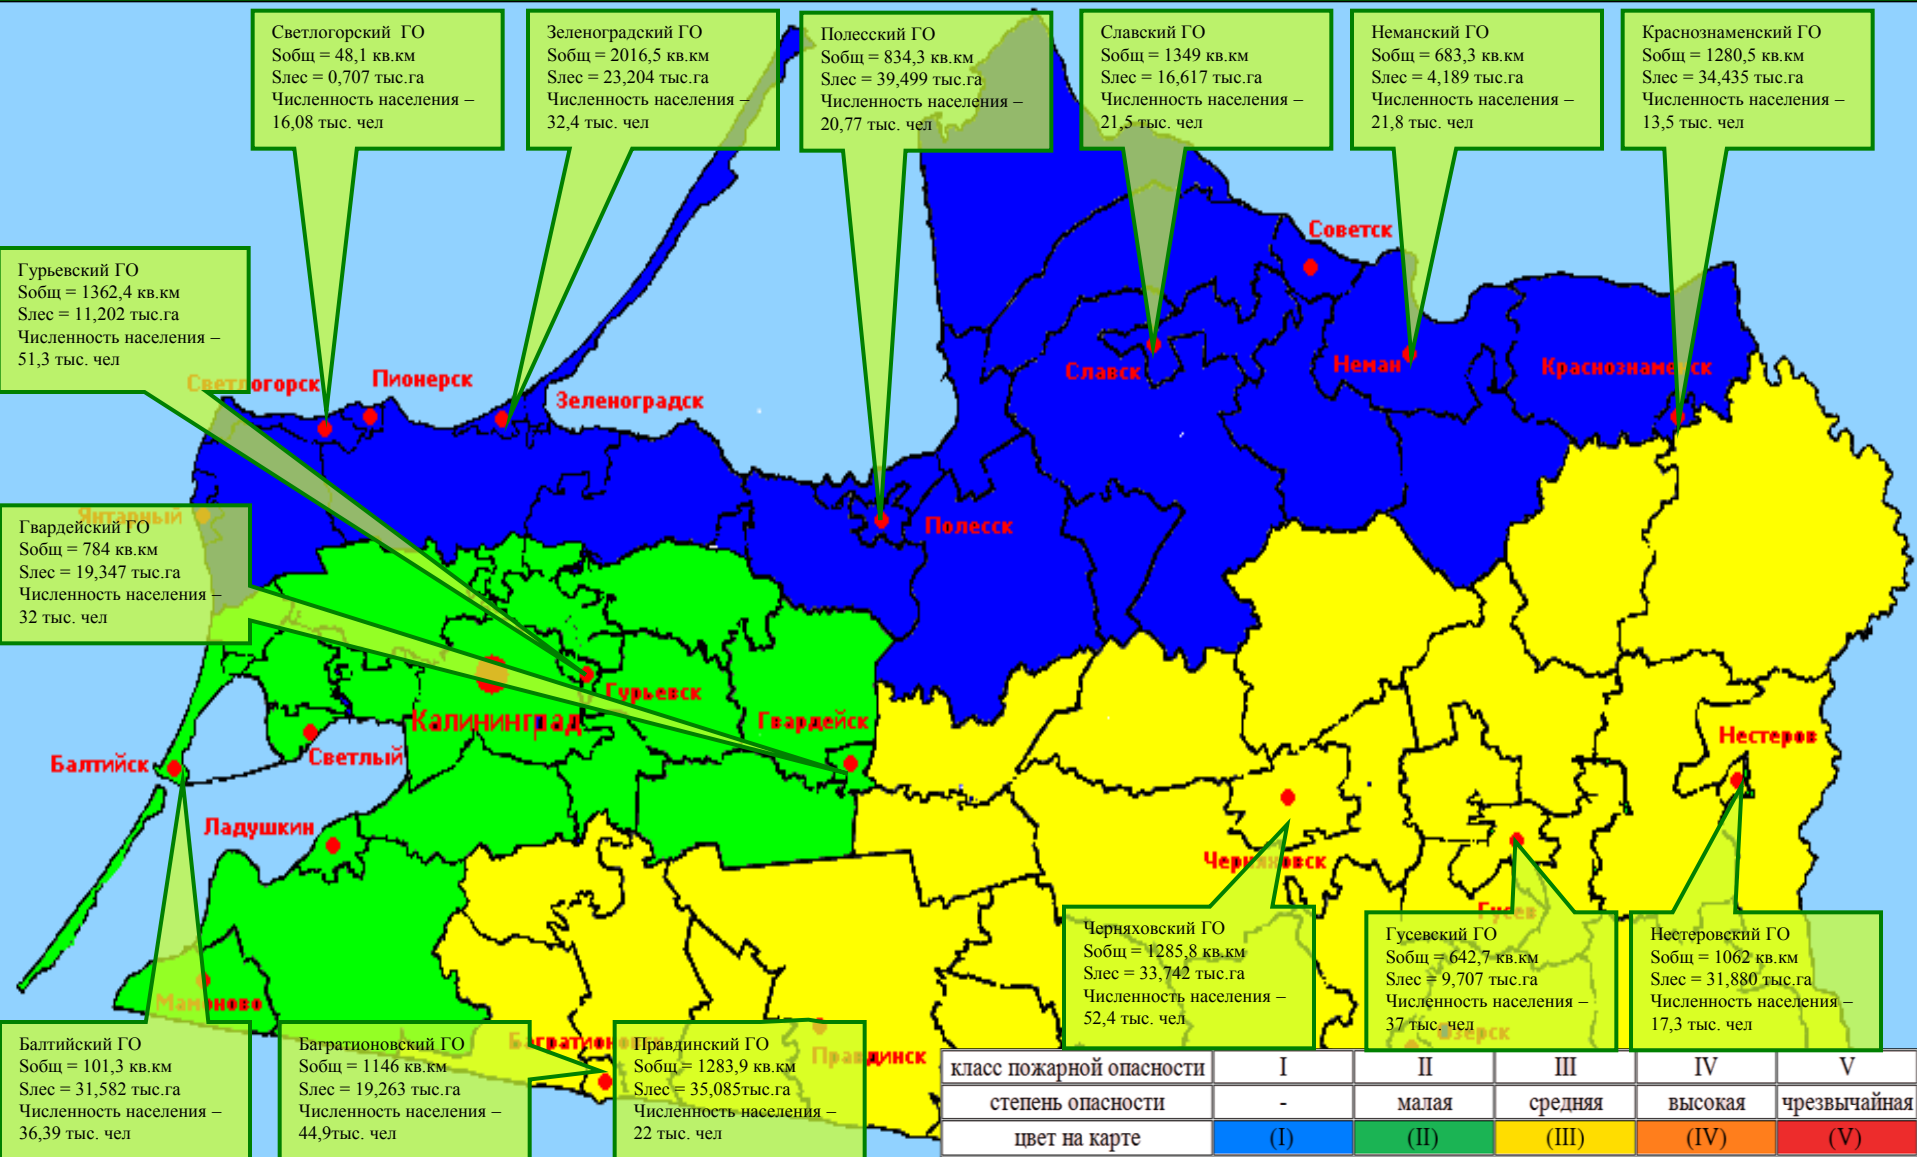 Светлогорский ГО
Sобщ = 48,1 кв.км
Sлес = 0,707 тыс.га
Численность населения –
16,08 тыс. чел
Зеленоградский ГО
Sобщ = 2016,5 кв.км
Sлес = 23,204 тыс.га
Численность населения –
32,4 тыс. чел
Полесский ГО
Sобщ = 834,3 кв.км
Sлес = 39,499 тыс.га
Численность населения –
20,77 тыс. чел
Славский ГО
Sобщ = 1349 кв.км
Sлес = 16,617 тыс.га
Численность населения –
21,5 тыс. чел
Неманский ГО
Sобщ = 683,3 кв.км
Sлес = 4,189 тыс.га
Численность населения –
21,8 тыс. чел
Краснознаменский ГО
Sобщ = 1280,5 кв.км
Sлес = 34,435 тыс.га
Численность населения –
13,5 тыс. чел
Советск
Гурьевский ГО
Sобщ = 1362,4 кв.км
Sлес = 11,202 тыс.га
Численность населения –
51,3 тыс. чел
Светлогорск
Пионерск
Зеленоградск
Славск
Неман
Краснознаменск
Янтарный
Полесск
Гвардейский ГО
Sобщ = 784 кв.км
Sлес = 19,347 тыс.га
Численность населения –
32 тыс. чел
Гурьевск
Калининград
Гвардейск
Нестеров
Балтийск
Светлый
Ладушкин
Черняховск
Гусев
Мамоново
Черняховский ГО
Sобщ = 1285,8 кв.км
Sлес = 33,742 тыс.га
Численность населения –
52,4 тыс. чел
Гусевский ГО
Sобщ = 642,7 кв.км
Sлес = 9,707 тыс.га
Численность населения –
37 тыс. чел
Нестеровский ГО
Sобщ = 1062 кв.км
Sлес = 31,880 тыс.га
Численность населения –
17,3 тыс. чел
Озерск
Багратионовск
Правдинск
Балтийский ГО
Sобщ = 101,3 кв.км
Sлес = 31,582 тыс.га
Численность населения –
36,39 тыс. чел
Багратионовский ГО
Sобщ = 1146 кв.км
Sлес = 19,263 тыс.га
Численность населения –
44,9тыс. чел
Правдинский ГО
Sобщ = 1283,9 кв.км
Sлес = 35,085тыс.га
Численность населения –
22 тыс. чел
класс пожарной опасности I II III IV V
степень опасности - малая средняя высокая чрезвычайная
цвет на карте (I) (II) (III) (IV) (V)